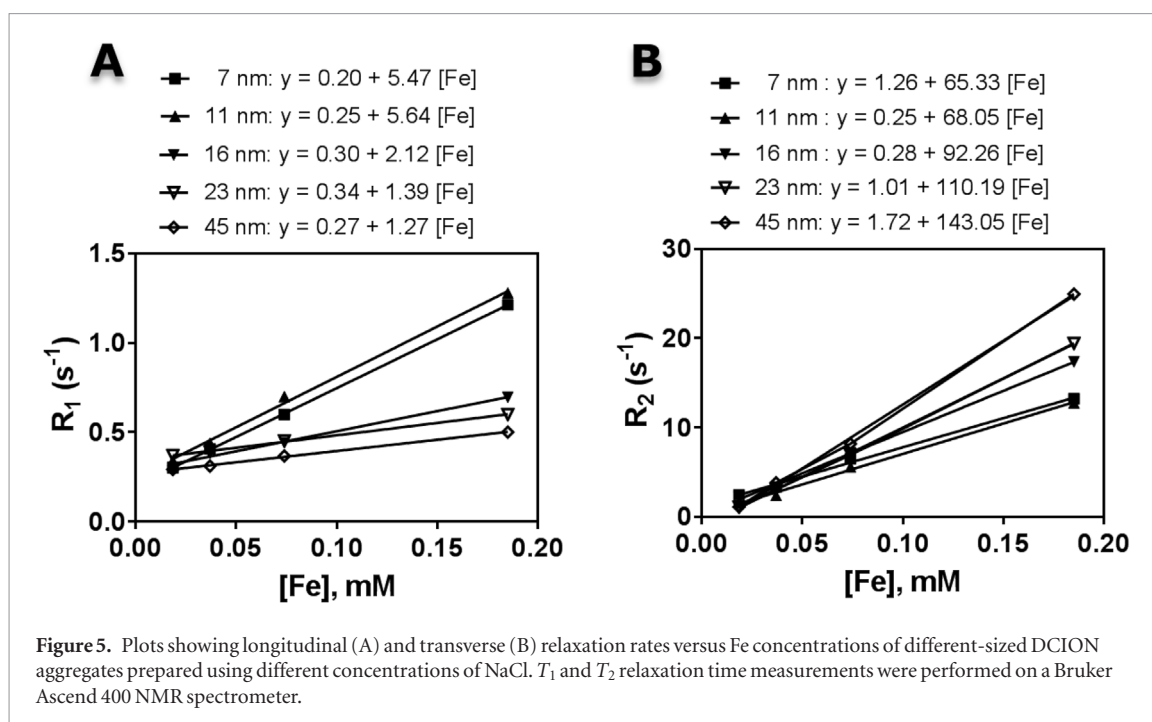 A
7 nm: y = 0.20 + 5.47 [Fe]
11 nm: y = 0.25 + 5.64 [Fe]
16 nm: y = 0.30 + 2.12 [Fe]
23 nm: y = 0.34 + 1.39 [Fe]
45 nm: y = 0.27 + 1.27 [Fe]
1.5
1.0
0.5
0.0
R1 (s-1)
0.00 0.05 0.10 0.15 0.20
[Fe], mM
B
7 nm : y = 1.26 + 65.33 [Fe]
11 nm : y = 0.25 + 68.05 [Fe]
16 nm : y = 0.28 + 92.26 [Fe]
23 nm: y = 1.01 + 110.19 [Fe]
45 nm: y = 1.72 + 143.05 [Fe]
30
20
10
0
R2 (s-1)
0.00 0.05 0.10 0.15 0.20
[Fe], mM
Figure 5. Plots showing longitudinal (A) and transverse (B) relaxation rates versus Fe concentrations of different-sized DCION
aggregates prepared using different concentrations of NaCl. T1 and T2 relaxation time measurements were performed on a Bruker
Ascend 400 NMR spectrometer.